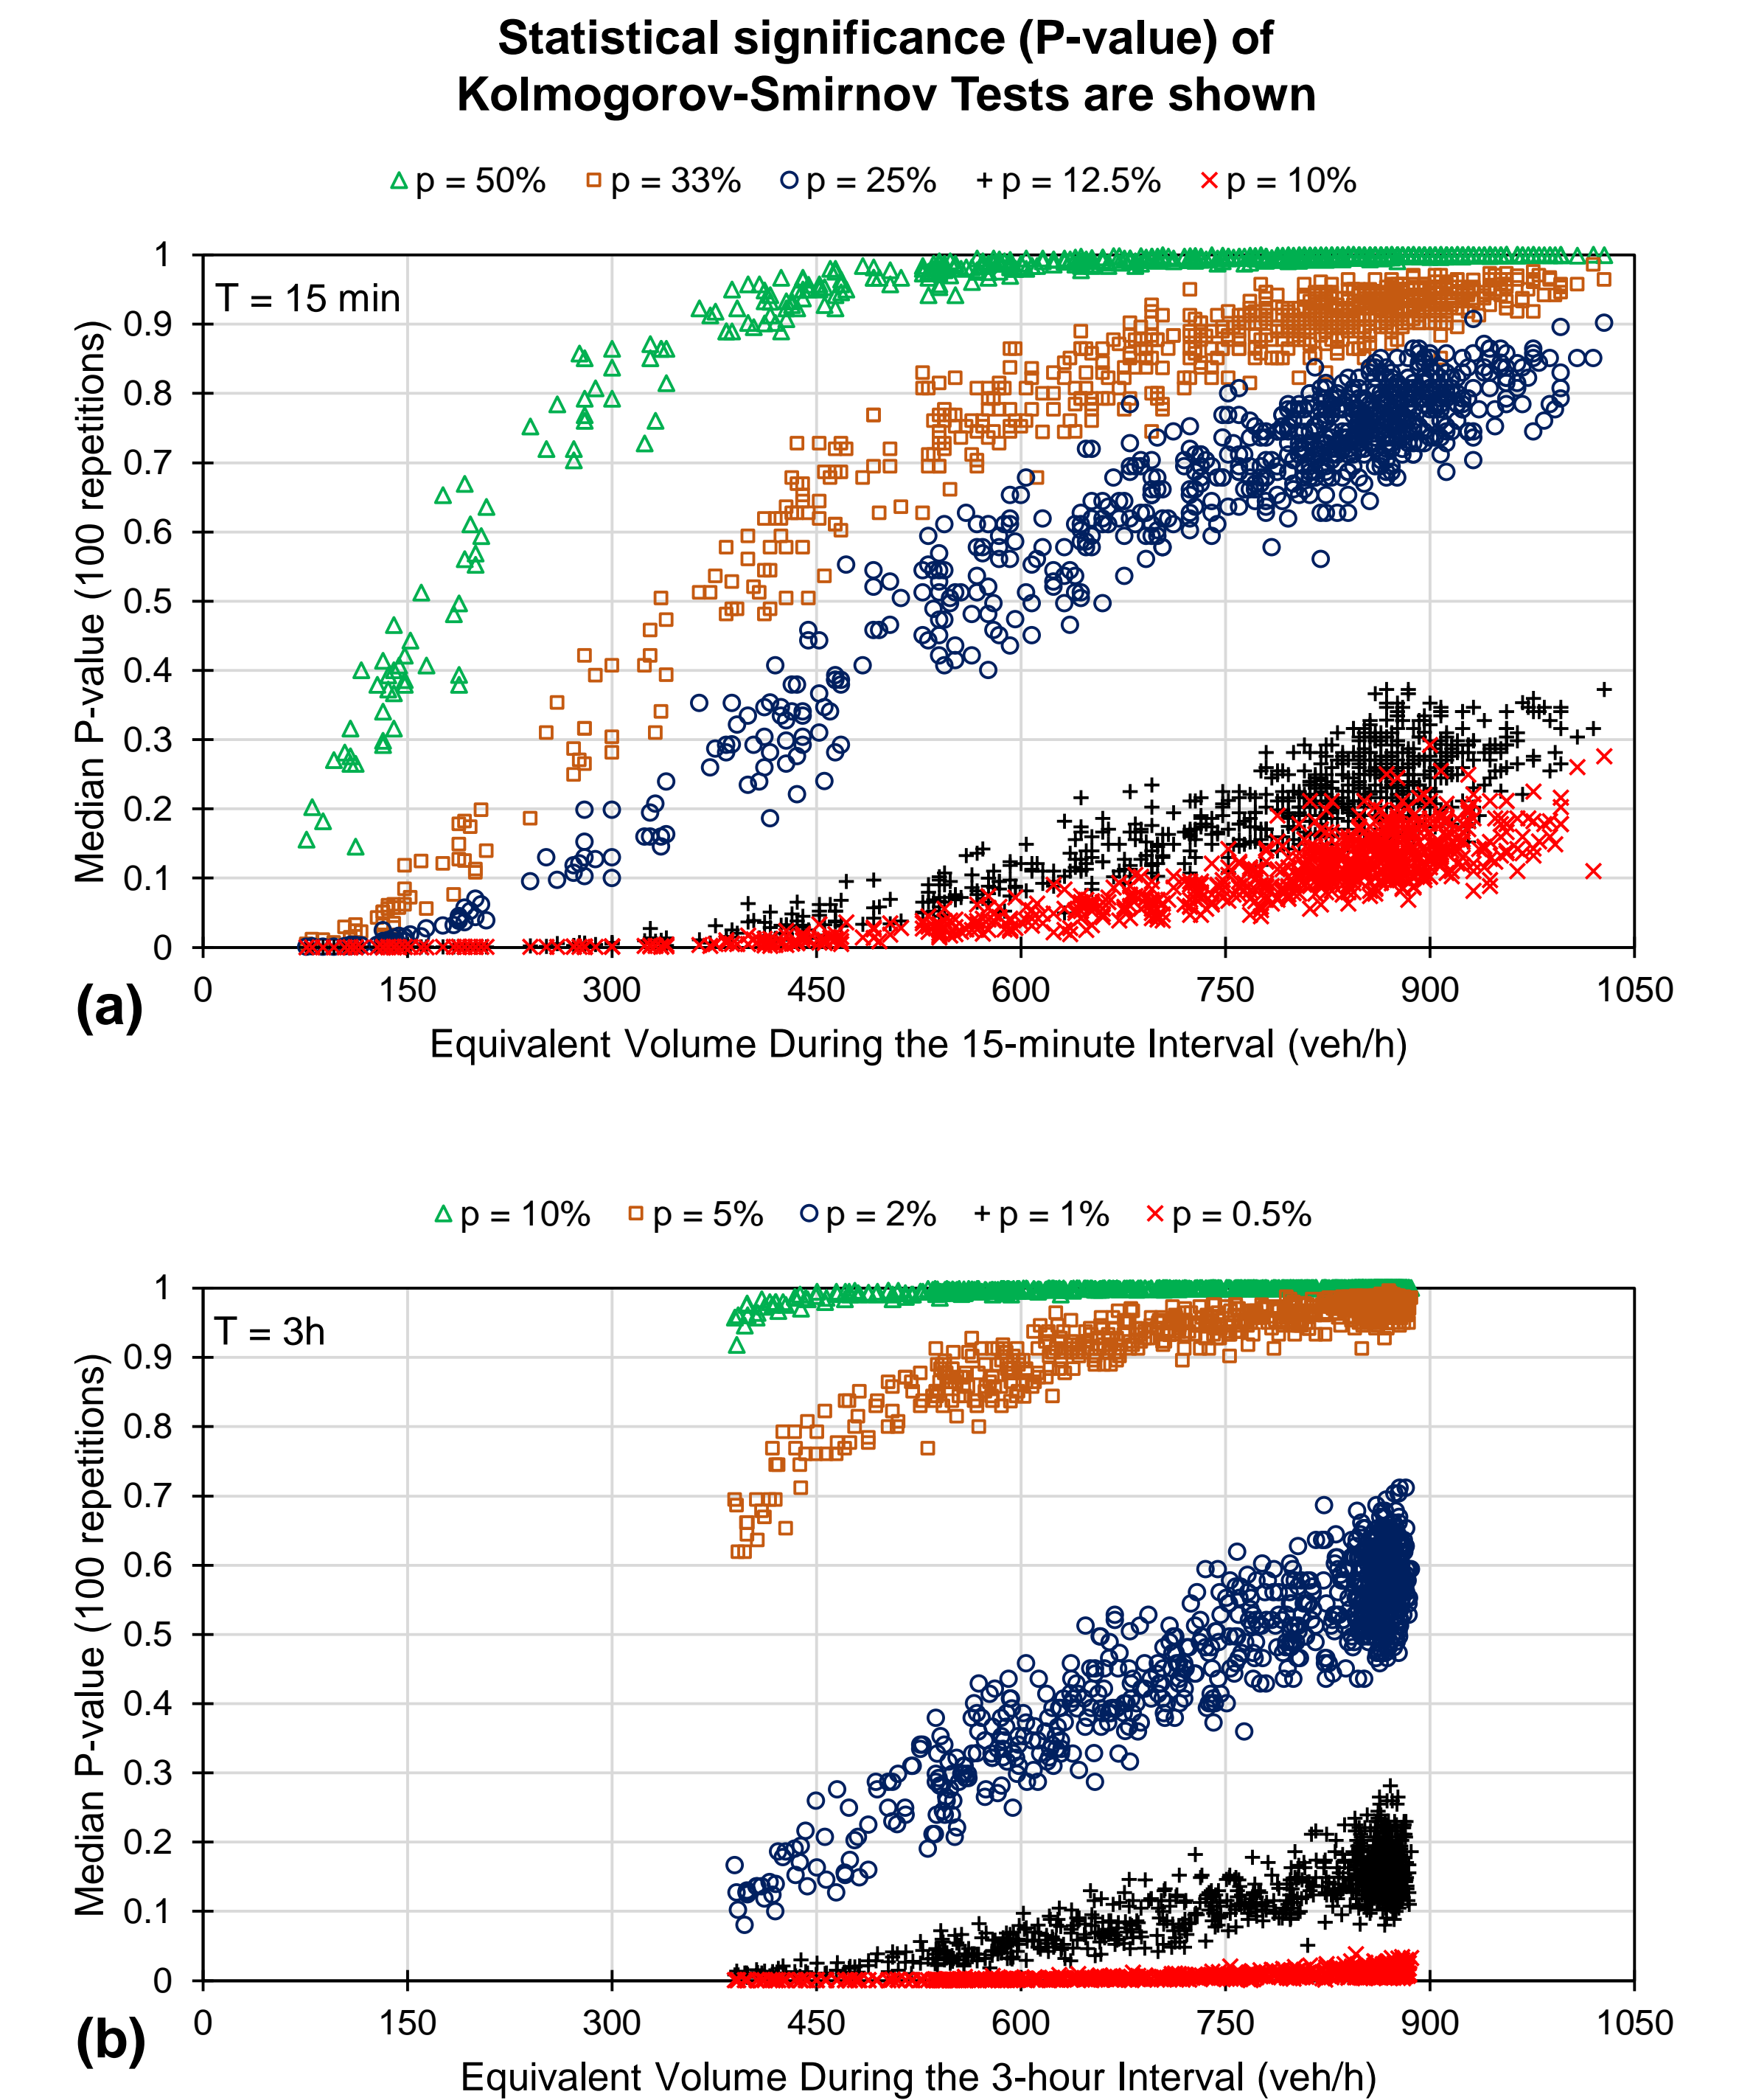 Statistical significance (P-value) of
Kolmogorov-Smirnov Tests are shown
p = 50% p = 33% p = 25% p = 12.5% p = 10%
T = 15 min
Median P-value (100 repetitions)
1
0.9
0.8
0.7
0.6
0.5
0.4
0.3
0.2
0.1
0
0 150 300 450 600 750 900 1050
(a)
Equivalent Volume During the 15-minute Interval (veh/h)
p = 10% p = 5% p = 2% p = 1% p = 0.5%
T = 3h
Median P-value (100 repetitions)
1
0.9
0.8
0.7
0.6
0.5
0.4
0.3
0.2
0.1
0
0 150 300 450 600 750 900 1050
(b)
Equivalent Volume During the 3-hour Interval (veh/h)